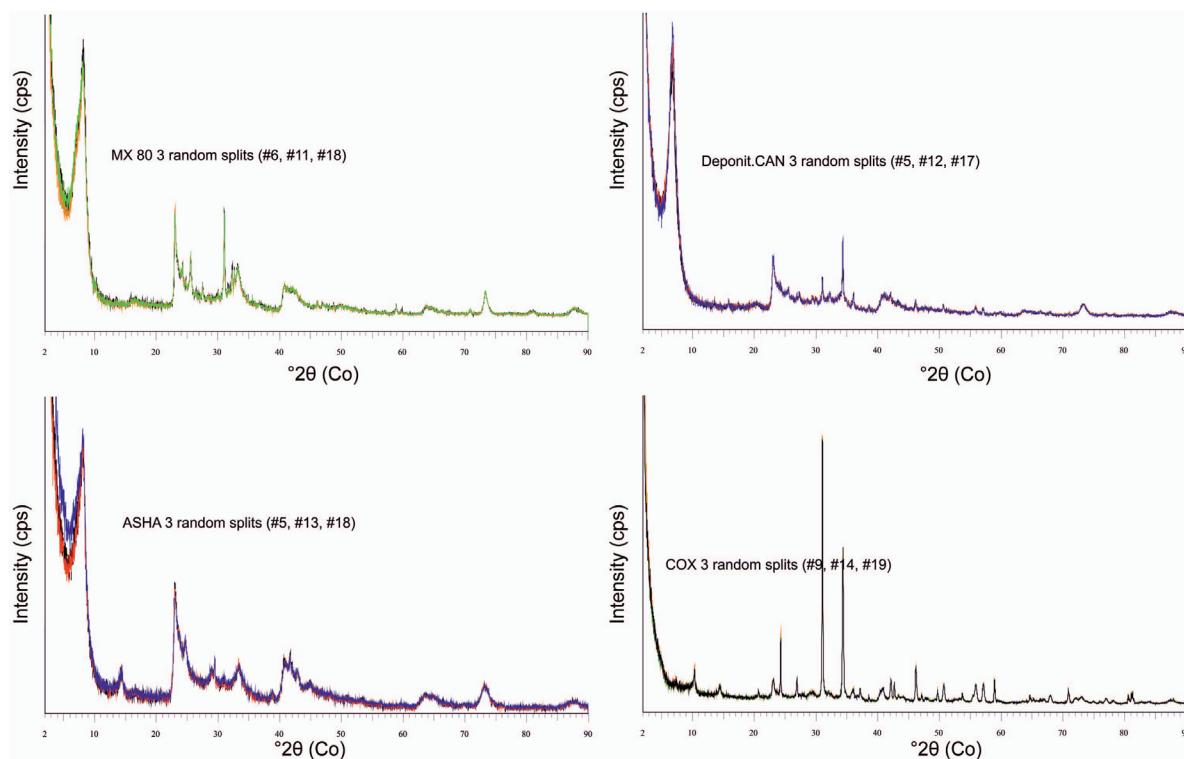 Intensity (cps)
MX 80 3 random splits (#6, #11, #18)
2 10 20 30 40 50 60 70 80 90
°2θ (Co)
Intensity (cps)
Deponit.CAN 3 random splits (#5, #12, #17)
2 10 20 30 40 50 60 70 80 90
°2θ (Co)
Intensity (cps)
ASHA 3 random splits (#5, #13, #18)
2 10 20 30 40 50 60 70 80 90
°2θ (Co)
Intensity (cps)
COX 3 random splits (#9, #14, #19)
2 10 20 30 40 50 60 70 80 90
°2θ (Co)